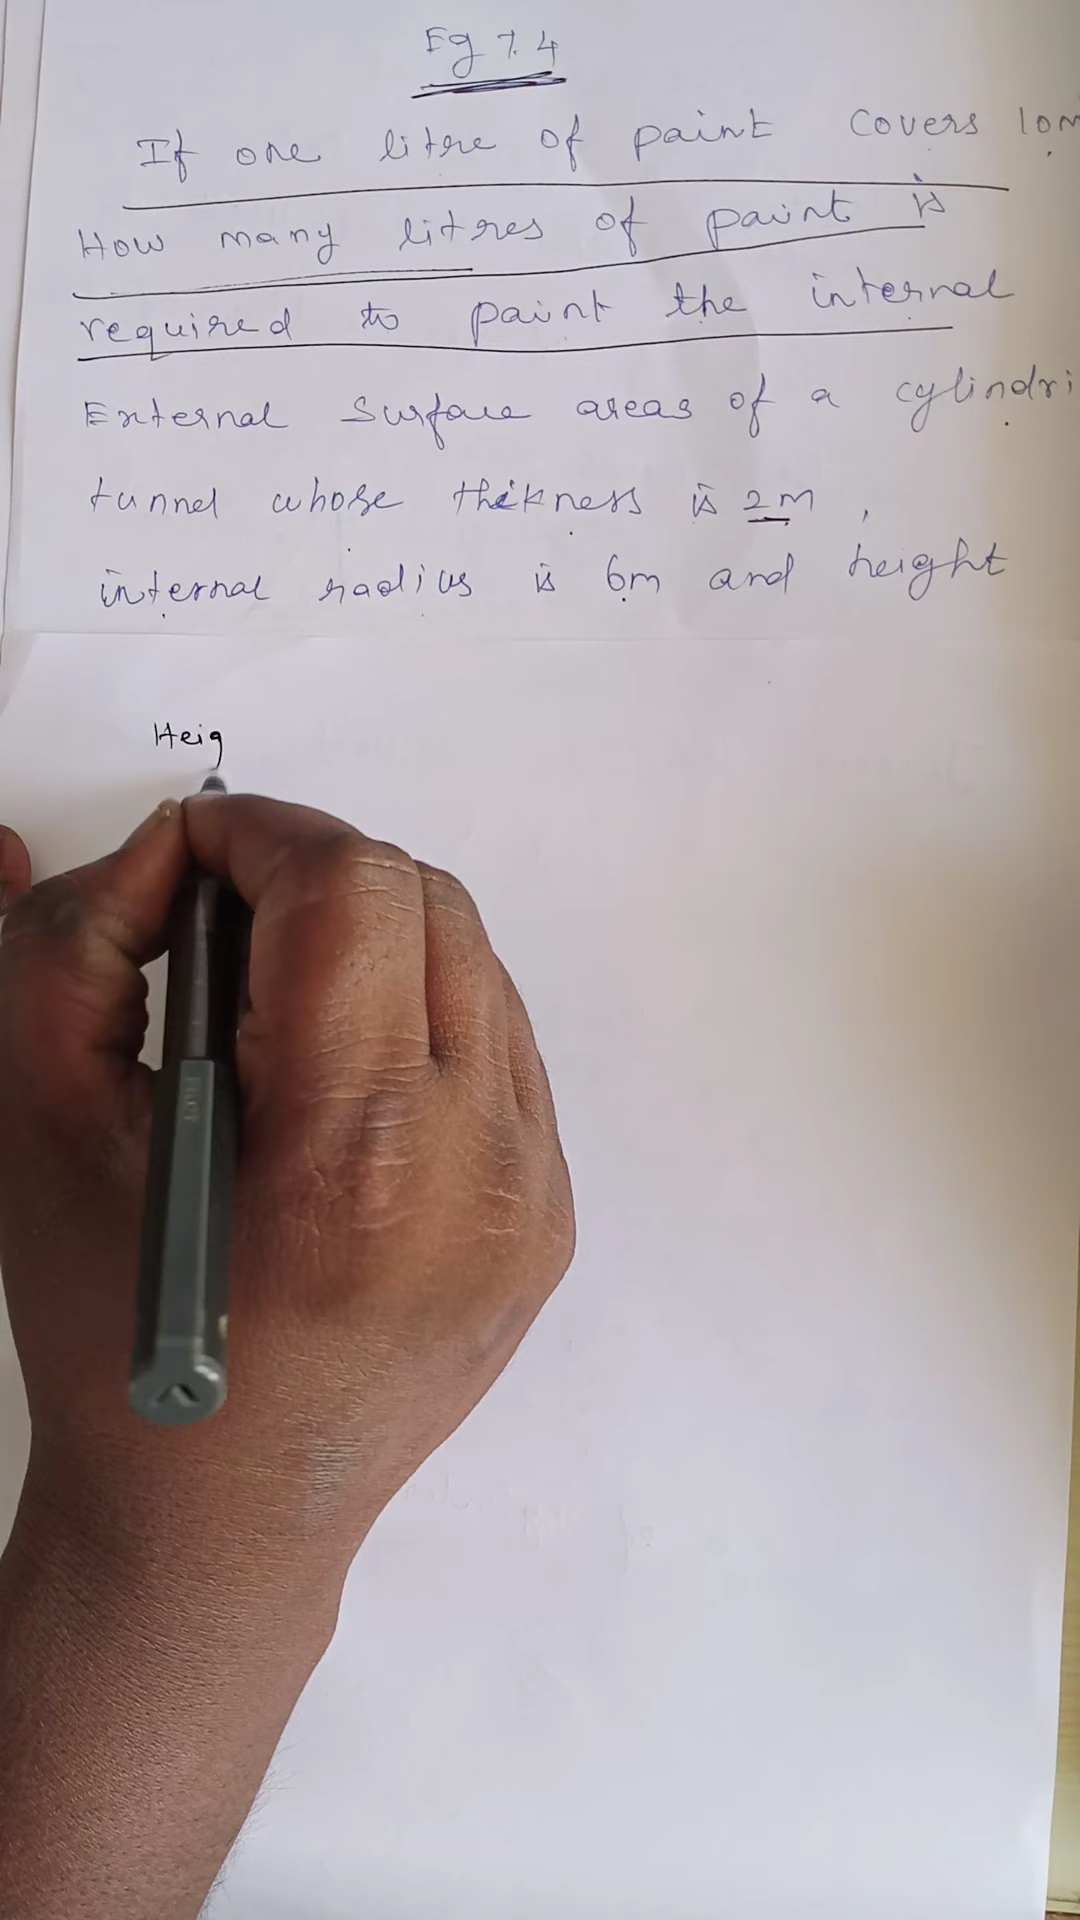 Eg 7.4
If one litre of paint covers 10m
How many litres of paint is
required to paint the internal
External surface areas of a cylindri
tunnel whose thikness is 2m,
internal radius is 6m and height
Heig